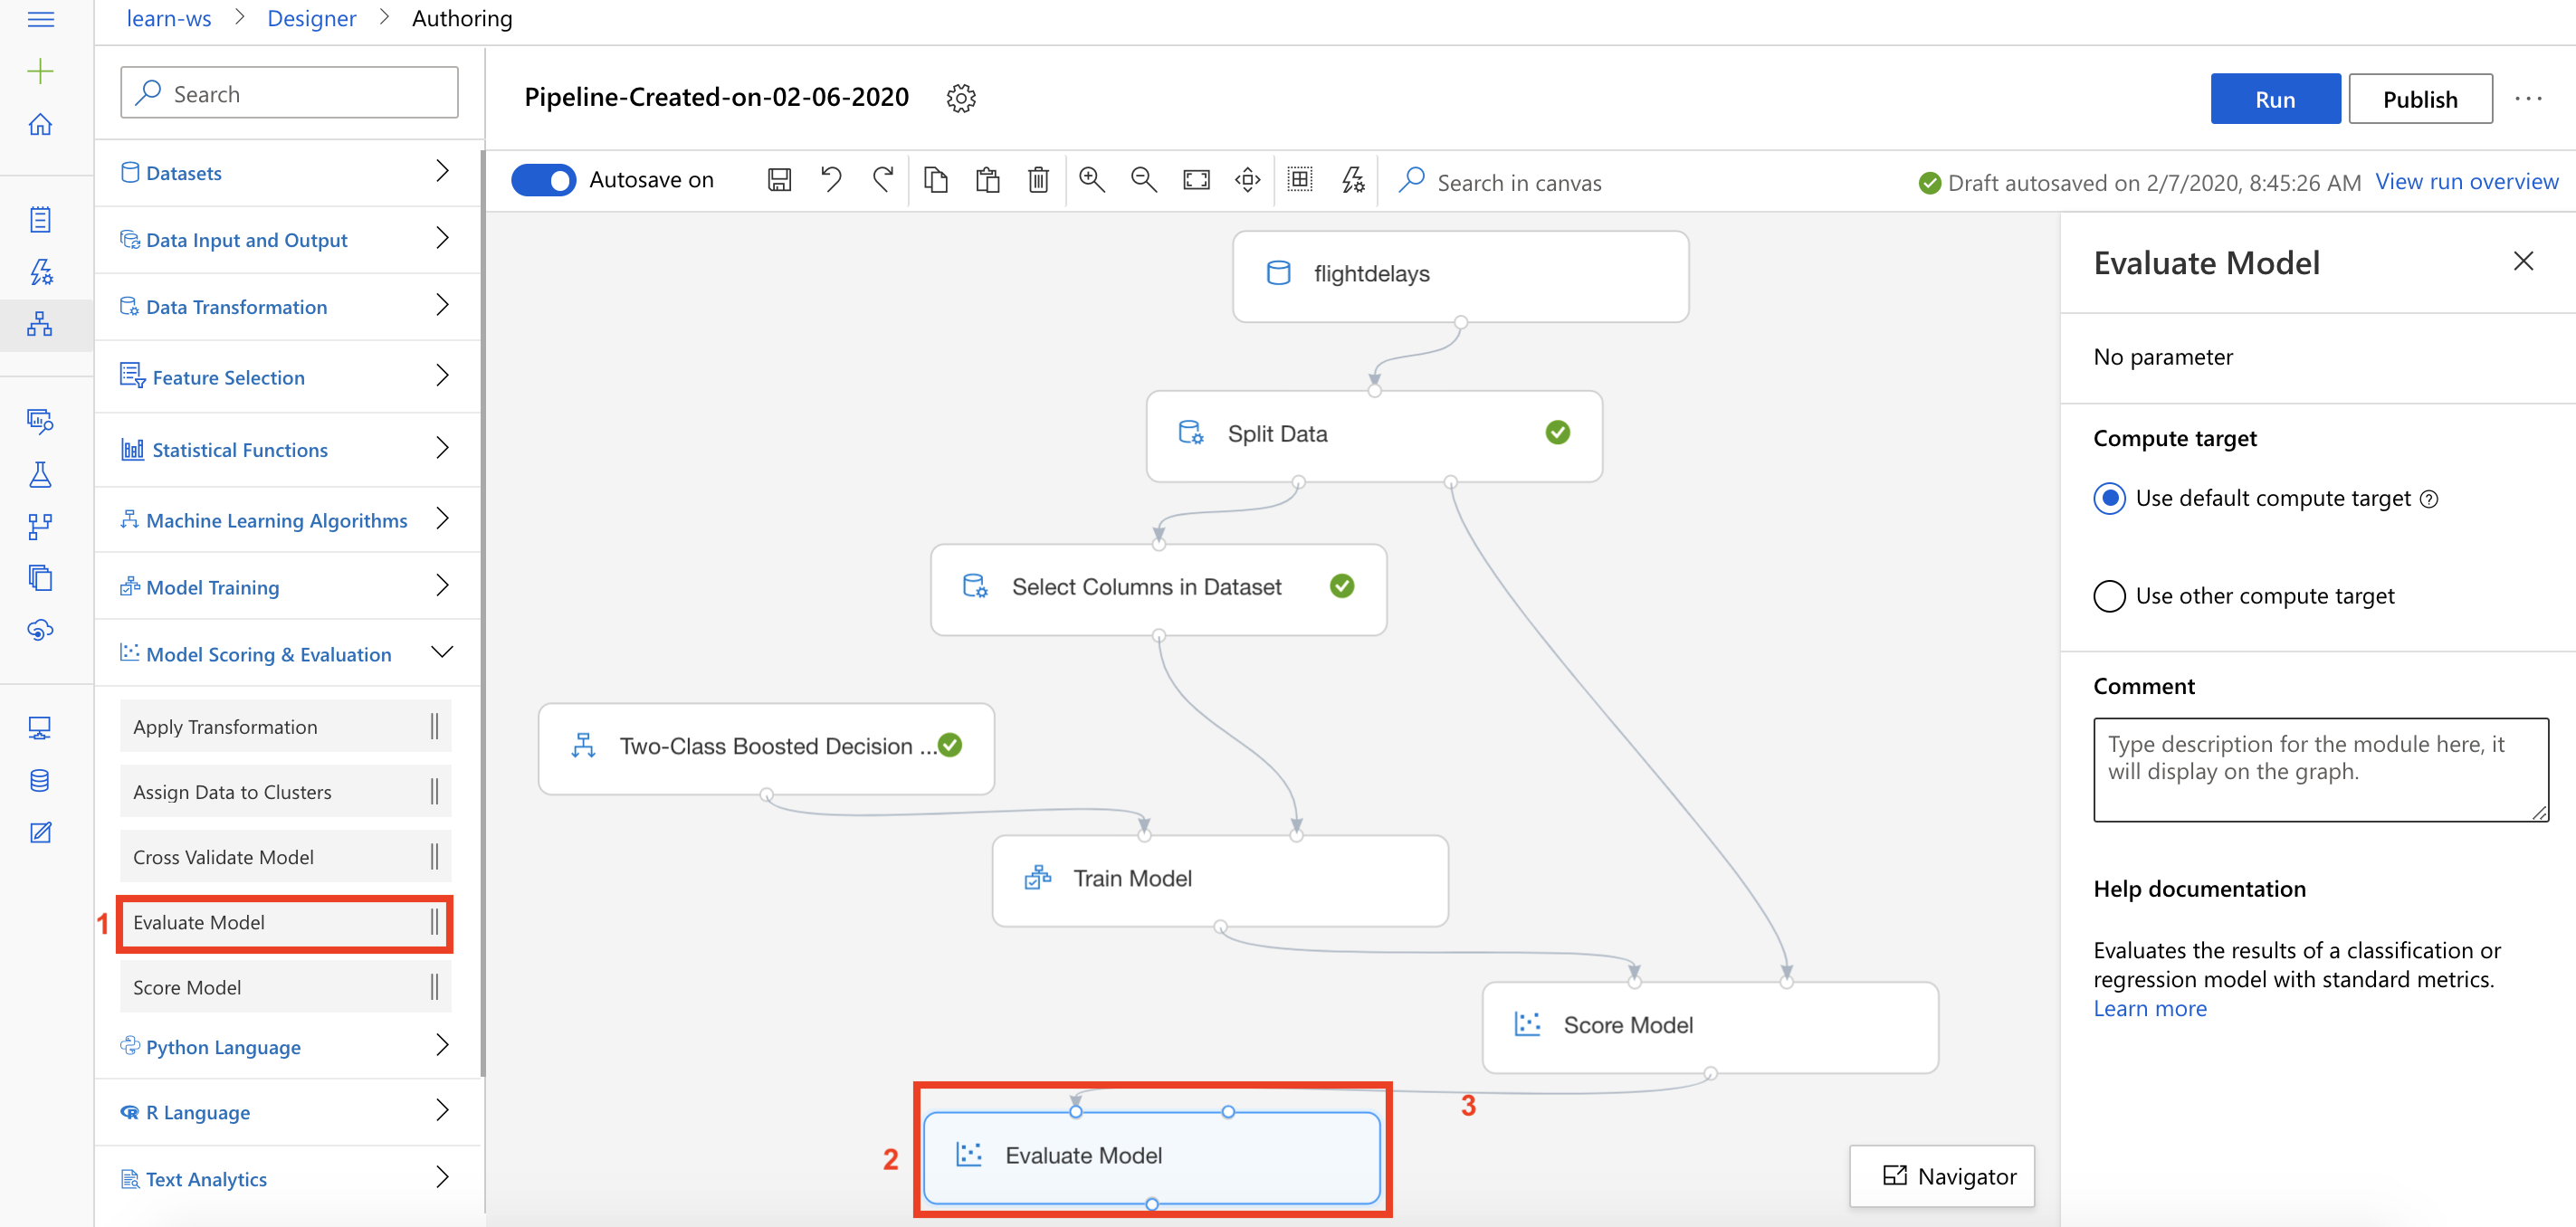 learn-ws > Designer > Authoring
Search
Pipeline-Created-on-02-06-2020
Run
Publish
Autosave on
Search in canvas
Draft autosaved on 2/7/2020, 8:45:26 AM
View run overview
Datasets
Data Input and Output
Data Transformation
Feature Selection
Statistical Functions
Machine Learning Algorithms
Model Training
Model Scoring & Evaluation
Apply Transformation
Assign Data to Clusters
Cross Validate Model
1
Evaluate Model
Score Model
Python Language
R Language
Text Analytics
flightdelays
Split Data
Select Columns in Dataset
Two-Class Boosted Decision ...
Train Model
Score Model
3
2
Evaluate Model
Navigator
Evaluate Model
No parameter
Compute target
Use default compute target
Use other compute target
Comment
Type description for the module here, it
will display on the graph.
Help documentation
Evaluates the results of a classification or
regression model with standard metrics.
Learn more